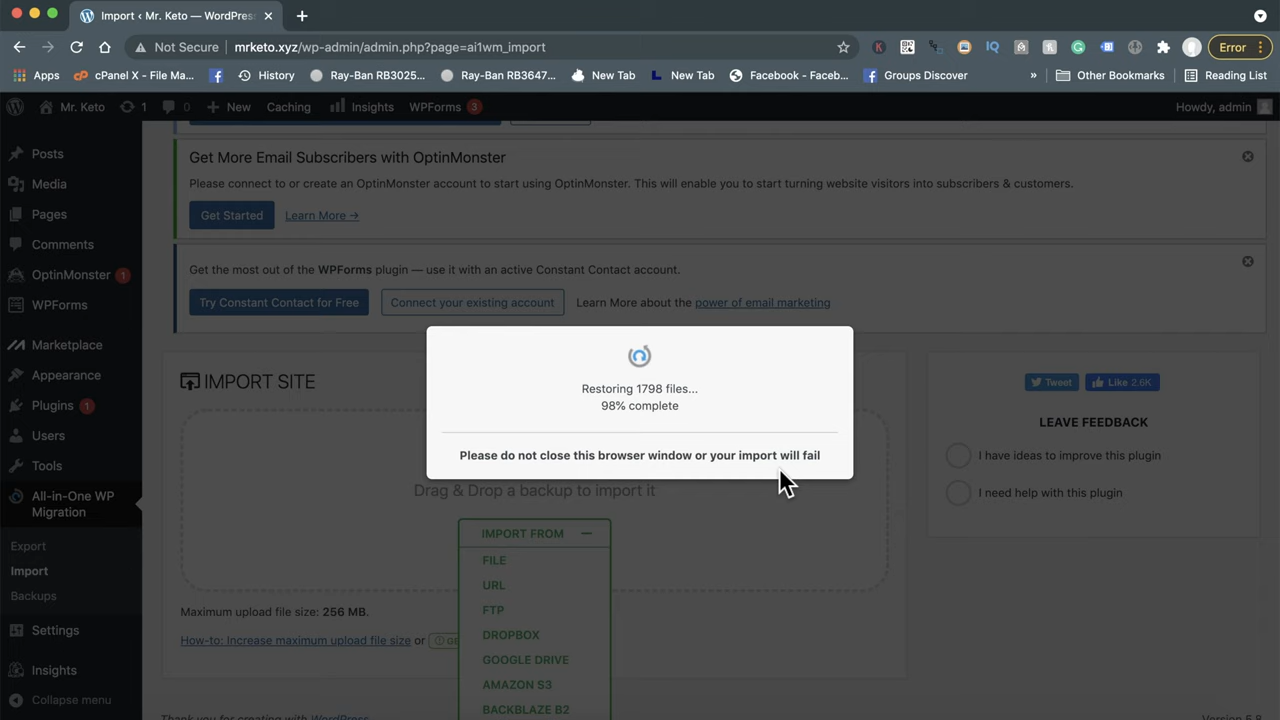 Import ‹ Mr. Keto — WordPress
Not Secure
mrketo.xyz/wp-admin/admin.php?page=ai1wm_import
Error
Apps
cPanel X - File Ma...
History
Ray-Ban RB3025...
Ray-Ban RB3647...
New Tab
New Tab
Facebook - Faceb...
Groups Discover
»
Other Bookmarks
Reading List
Mr. Keto
1
0
New
Caching
Insights
WPForms 3
Howdy, admin
Posts
Media
Pages
Comments
OptinMonster 1
WPForms
Marketplace
Appearance
Plugins 1
Users
Tools
All-in-One WP
Migration
Export
Import
Backups
Settings
Insights
Collapse menu
Get More Email Subscribers with OptinMonster
Please connect to or create an OptinMonster account to start using OptinMonster. This will enable you to start turning website visitors into subscribers & customers.
Get Started
Learn More →
Get the most out of the WPForms plugin — use it with an active Constant Contact account.
Try Constant Contact for Free
Connect your existing account
Learn More about the power of email marketing
Restoring 1798 files...
98% complete
Please do not close this browser window or your import will fail
IMPORT SITE
Drag & Drop a backup to import it
IMPORT FROM
FILE
URL
FTP
DROPBOX
GOOGLE DRIVE
AMAZON S3
BACKBLAZE B2
Maximum upload file size: 256 MB.
How-to: Increase maximum upload file size or
Tweet
Like 2.6K
LEAVE FEEDBACK
I have ideas to improve this plugin
I need help with this plugin
Thank you for creating with WordPress
Version 5.8